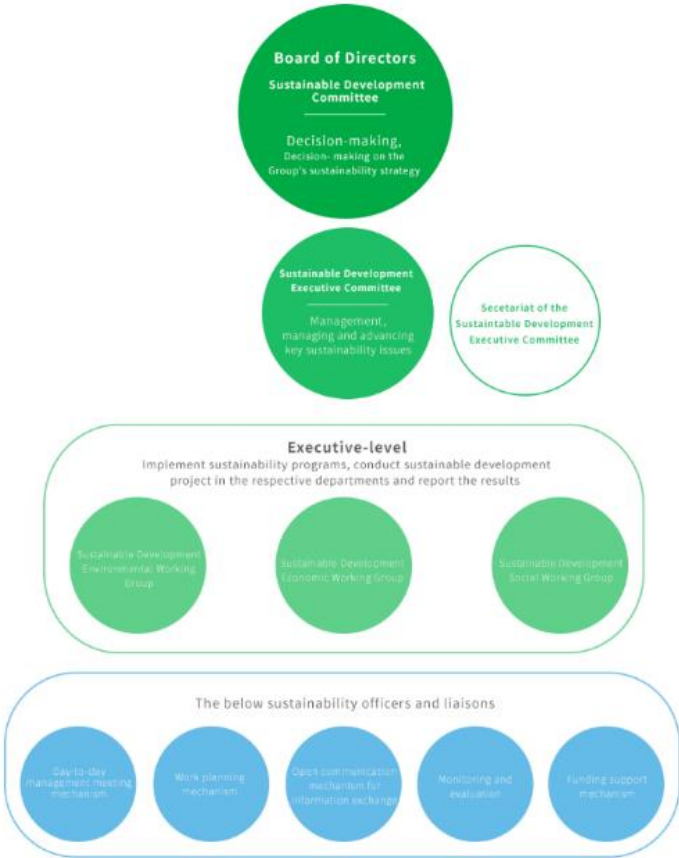 Board of Directors
Sustainable Development
Committee
Decision-making,
Decision- making on the
Group's sustainability strategy
Sustainable Development
Executive Committee
Management,
managing and advancing
key sustainability issues
Secetariat of the
Sustaintable Development
Executive Committee
Executive-level
Implement sustainability programs, conduct sustainable development
project in the respective departments and report the results
Sustainable Development
Environmental Working
Group
Sustainable Development
Economic Working Group
Sustainable Development
Social Working Group
The below sustainability officers and liaisons
Day-to-day
management meeting
mechanism
Work planning
mechanism
Open communication
mechantun for
information exchange
Monitoring and
evaluation
Funding support
mechanism